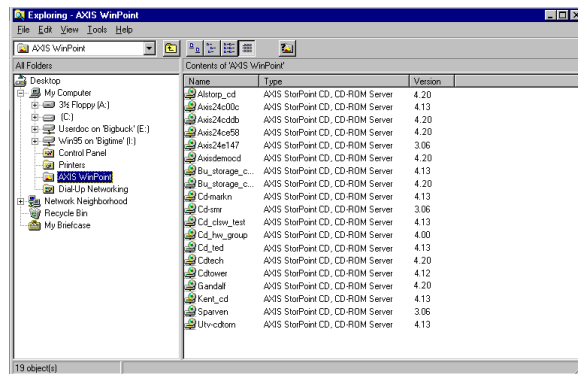 Exploring - AXIS WinPoint
File Edit View Tools Help
AXIS WinPoint
All Folders
Contents of 'AXIS WinPoint'
Desktop
My Computer
3½ Floppy (A:)
(C:)
Userdoc on 'Bigbuck' (E:)
Win95 on 'Bigtime' (I:)
Control Panel
Printers
AXIS WinPoint
Dial-Up Networking
Network Neighborhood
Recycle Bin
My Briefcase
Name Type Version
Alstorp_cd AXIS StorPoint CD, CD-ROM Server 4.20
Axis24c00c AXIS StorPoint CD, CD-ROM Server 4.13
Axis24cddb AXIS StorPoint CD, CD-ROM Server 4.20
Axis24ce58 AXIS StorPoint CD, CD-ROM Server 4.20
Axis24e147 AXIS StorPoint CD, CD-ROM Server 3.06
Axisdemocd AXIS StorPoint CD, CD-ROM Server 4.20
Bu_storage_c... AXIS StorPoint CD, CD-ROM Server 4.13
Bu_storage_c... AXIS StorPoint CD, CD-ROM Server 4.20
Cd-markn AXIS StorPoint CD, CD-ROM Server 4.13
Cd-smr AXIS StorPoint CD, CD-ROM Server 3.06
Cd_clsw_test AXIS StorPoint CD, CD-ROM Server 4.13
Cd_hw_group AXIS StorPoint CD, CD-ROM Server 4.00
Cd_ted AXIS StorPoint CD, CD-ROM Server 4.13
Cdtech AXIS StorPoint CD, CD-ROM Server 4.20
Cdtower AXIS StorPoint CD, CD-ROM Server 4.12
Gandalf AXIS StorPoint CD, CD-ROM Server 4.20
Kent_cd AXIS StorPoint CD, CD-ROM Server 4.13
Sparven AXIS StorPoint CD, CD-ROM Server 3.06
Utv-cdtorn AXIS StorPoint CD, CD-ROM Server 4.13
19 object(s)